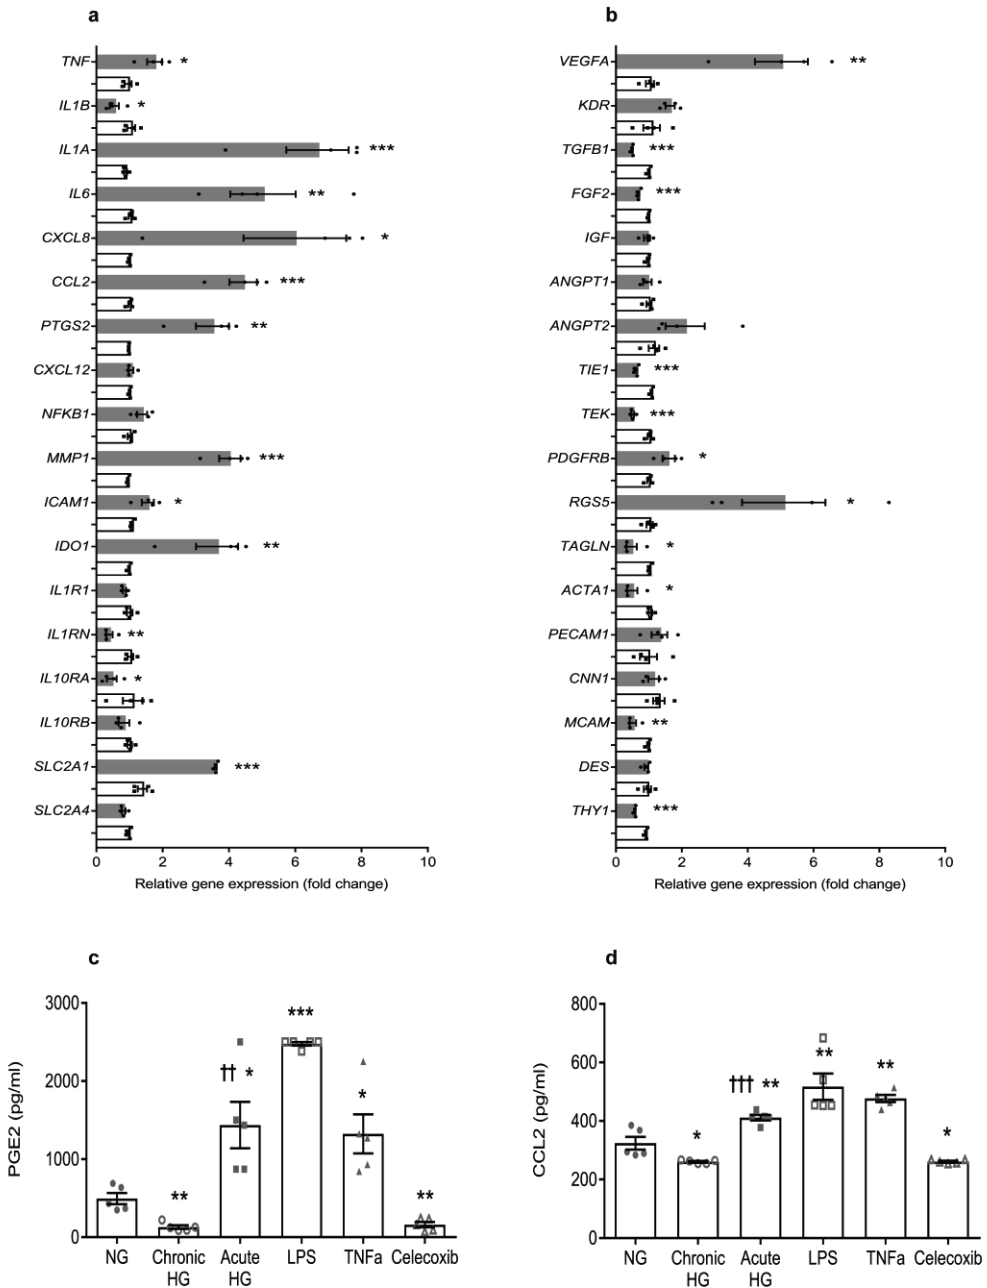 a
TNF *
IL1B *
IL1A ***
IL6 **
CXCL8 *
CCL2 ***
PTGS2 **
CXCL12
NFKB1
MMP1 ***
ICAM1 *
IDO1 **
IL1R1
IL1RN **
IL10RA *
IL10RB
SLC2A1 ***
SLC2A4
0 2 4 6 8 10
Relative gene expression (fold change)
b
VEGFA **
KDR
TGFB1 ***
FGF2 ***
IGF
ANGPT1
ANGPT2
TIE1 ***
TEK ***
PDGFRB *
RGS5 *
TAGLN *
ACTA1 *
PECAM1
CNN1
MCAM **
DES
THY1 ***
0 2 4 6 8 10
Relative gene expression (fold change)
c
PGE2 (pg/ml)
3000
2000
1000
0
** †† * *** * **
NG Chronic HG Acute HG LPS TNFa Celecoxib
d
CCL2 (pg/ml)
800
600
400
200
0
* ††† ** ** ** *
NG Chronic HG Acute HG LPS TNFa Celecoxib